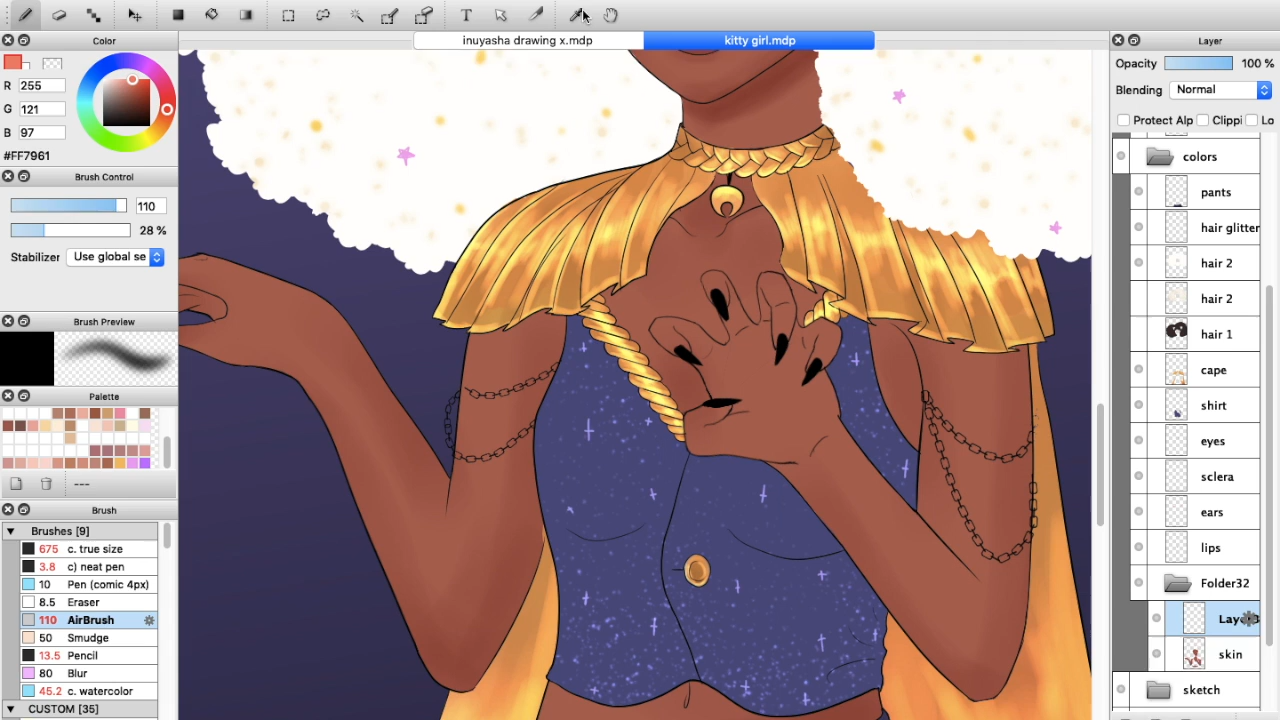 inuyasha drawing x.mdp
kitty girl.mdp
Color
R 255
G 121
B 97
#FF7961
Brush Control
110
28 %
Stabilizer Use global se
Brush Preview
Palette
---
Brush
Brushes [9]
675 c. true size
3.8 c) neat pen
10 Pen (comic 4px)
8.5 Eraser
110 AirBrush
50 Smudge
13.5 Pencil
80 Blur
45.2 c. watercolor
CUSTOM [35]
Layer
Opacity 100 %
Blending Normal
Protect Alp Clippi Lo
colors
pants
hair glitter
hair 2
hair 2
hair 1
cape
shirt
eyes
sclera
ears
lips
Folder32
skin
sketch